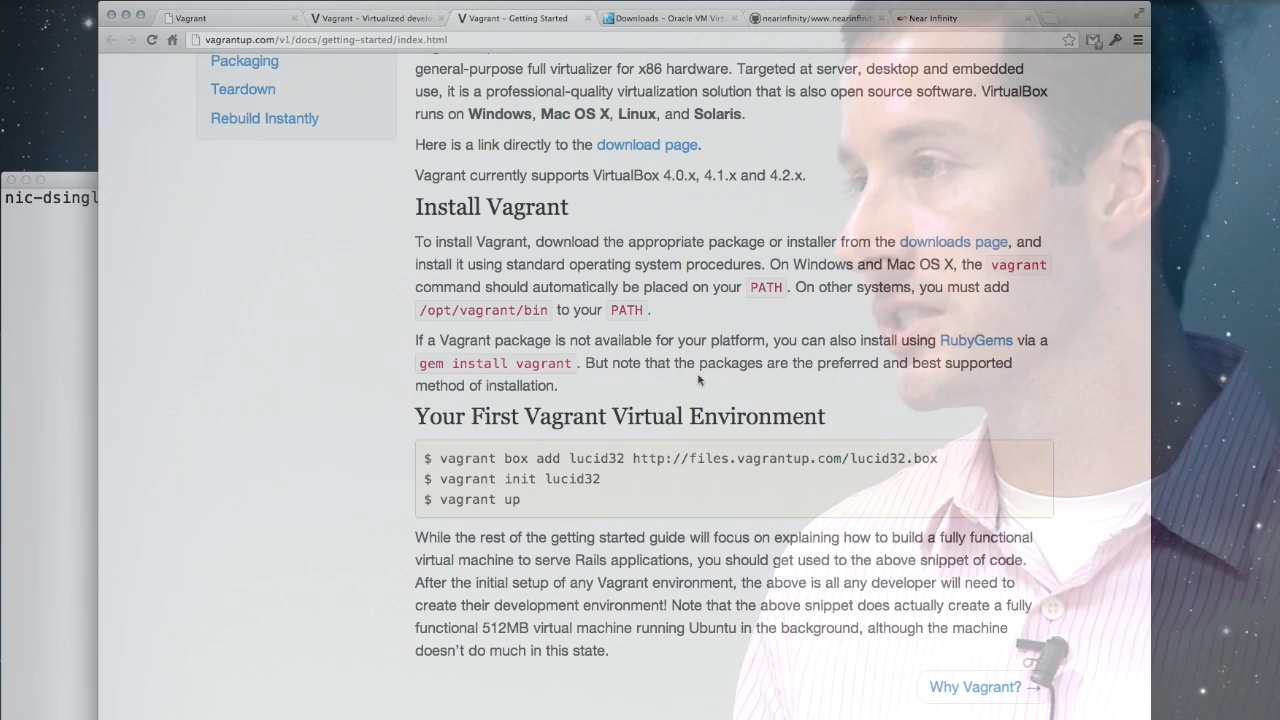 Vagrant
Vagrant - Virtualized develo
Vagrant - Getting Started
Downloads - Oracle VM Virt
nearinfinity/www.nearinfinit
Near Infinity
vagrantup.com/v1/docs/getting-started/index.html
Packaging
Teardown
Rebuild Instantly
nic-dsingl
general-purpose full virtualizer for x86 hardware. Targeted at server, desktop and embedded
use, it is a professional-quality virtualization solution that is also open source software. VirtualBox
runs on Windows, Mac OS X, Linux, and Solaris.
Here is a link directly to the download page.
Vagrant currently supports VirtualBox 4.0.x, 4.1.x and 4.2.x.
Install Vagrant
To install Vagrant, download the appropriate package or installer from the downloads page, and
install it using standard operating system procedures. On Windows and Mac OS X, the vagrant
command should automatically be placed on your PATH. On other systems, you must add
/opt/vagrant/bin to your PATH.
If a Vagrant package is not available for your platform, you can also install using RubyGems via a
gem install vagrant. But note that the packages are the preferred and best supported
method of installation.
Your First Vagrant Virtual Environment
$ vagrant box add lucid32 http://files.vagrantup.com/lucid32.box
$ vagrant init lucid32
$ vagrant up
While the rest of the getting started guide will focus on explaining how to build a fully functional
virtual machine to serve Rails applications, you should get used to the above snippet of code.
After the initial setup of any Vagrant environment, the above is all any developer will need to
create their development environment! Note that the above snippet does actually create a fully
functional 512MB virtual machine running Ubuntu in the background, although the machine
doesn't do much in this state.
Why Vagrant? →